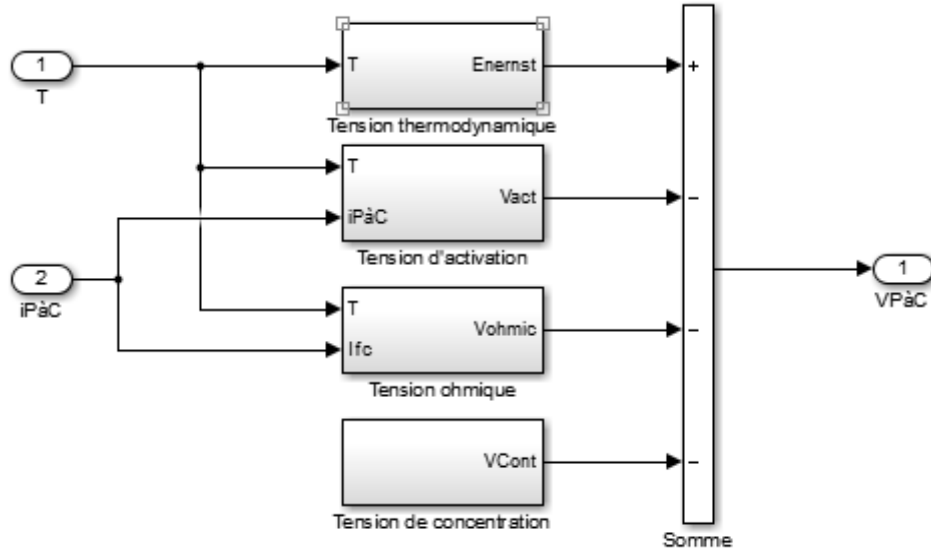 1
T
T
Enernst
Tension thermodynamique
+
T
iPàC
Vact
Tension d'activation
−
2
iPàC
T
Ifc
Vohmic
Tension ohmique
−
1
VPàC
VCont
Tension de concentration
−
Somme